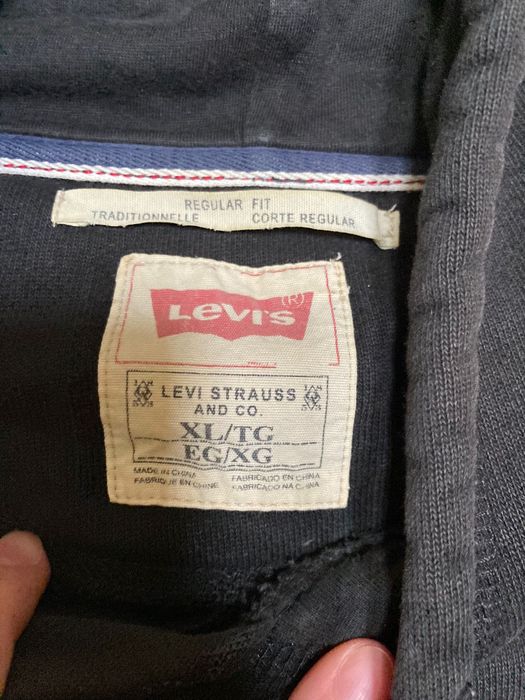 REGULAR FIT
TRADITIONNELLE CORTE REGULAR
LEVI'S (R)
LEVI STRAUSS
AND CO.
XL/TG
EG/XG
MADE IN CHINA FABRICADO EN CHINA
FABRIQUE EN CHINE FABRICADO NA CHINA